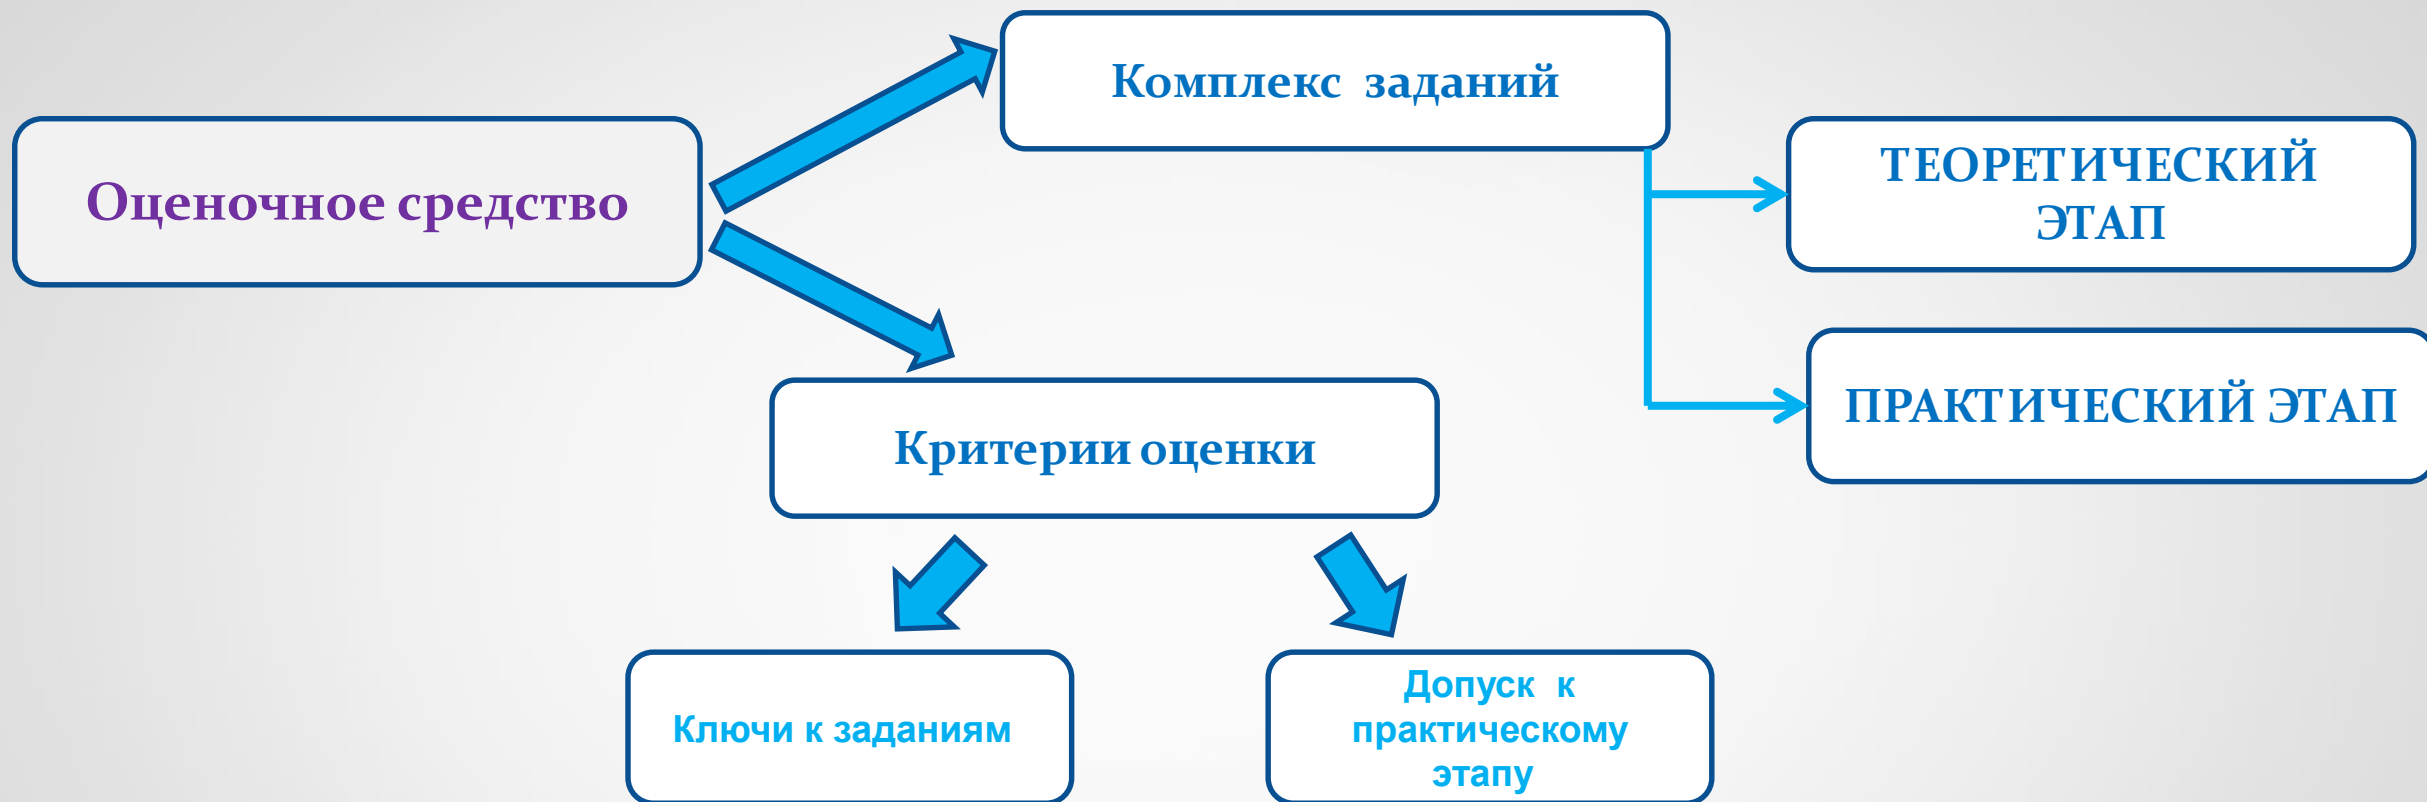 Комплекс заданий
Оценочное средство
ТЕОРЕТИЧЕСКИЙ
ЭТАП
ПРАКТИЧЕСКИЙ ЭТАП
Критерии оценки
Ключи к заданиям
Допуск к
практическому
этапу